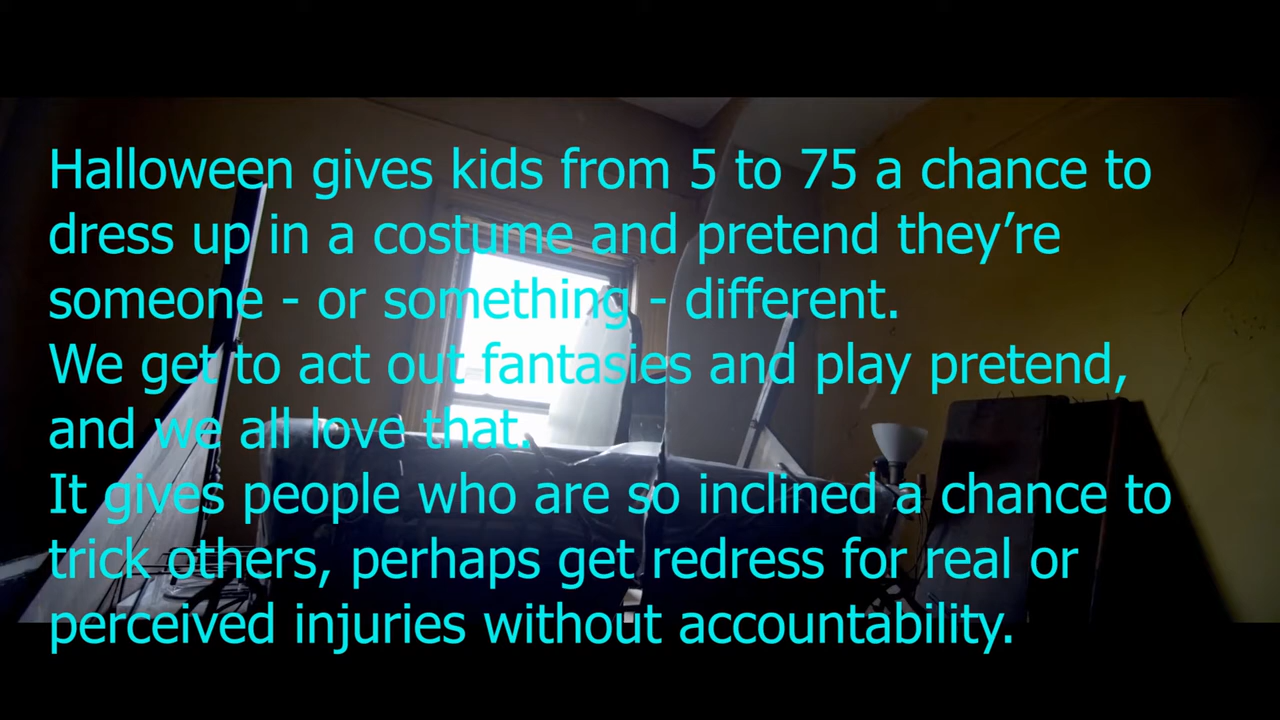 Halloween gives kids from 5 to 75 a chance to
dress up in a costume and pretend they’re
someone - or something - different.
We get to act out fantasies and play pretend,
and we all love that.
It gives people who are so inclined a chance to
trick others, perhaps get redress for real or
perceived injuries without accountability.